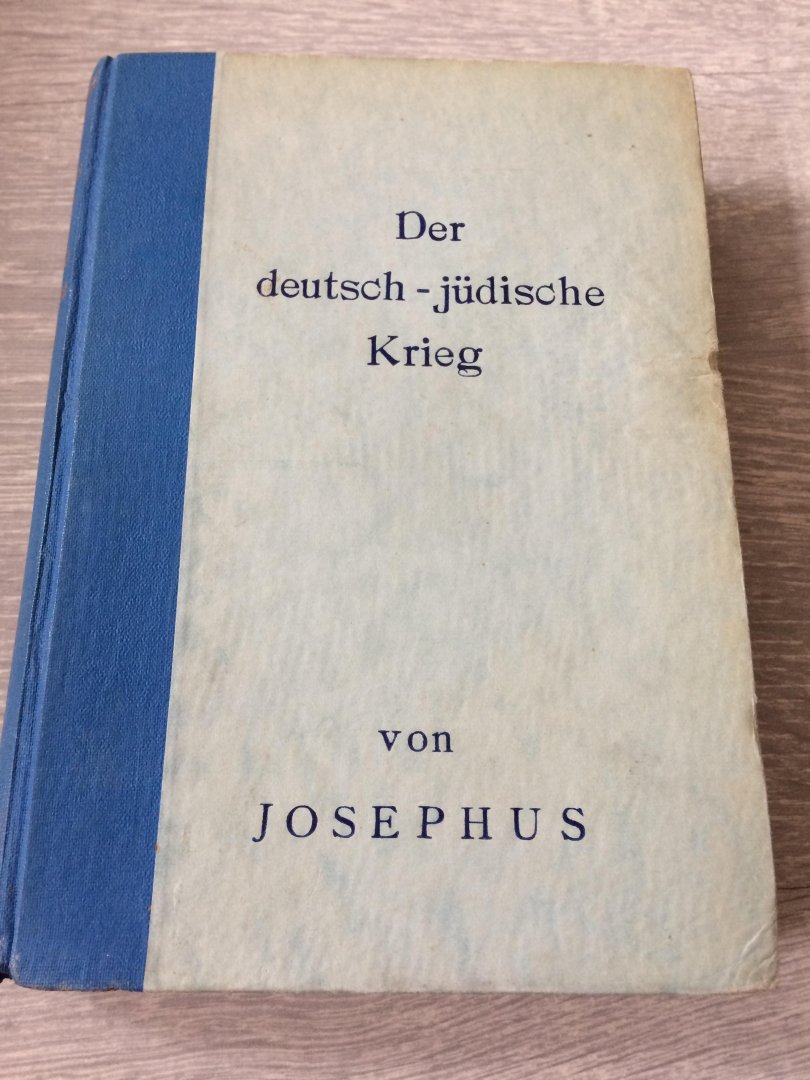 Der
deutsch-jüdische
Krieg
von
JOSEPHUS